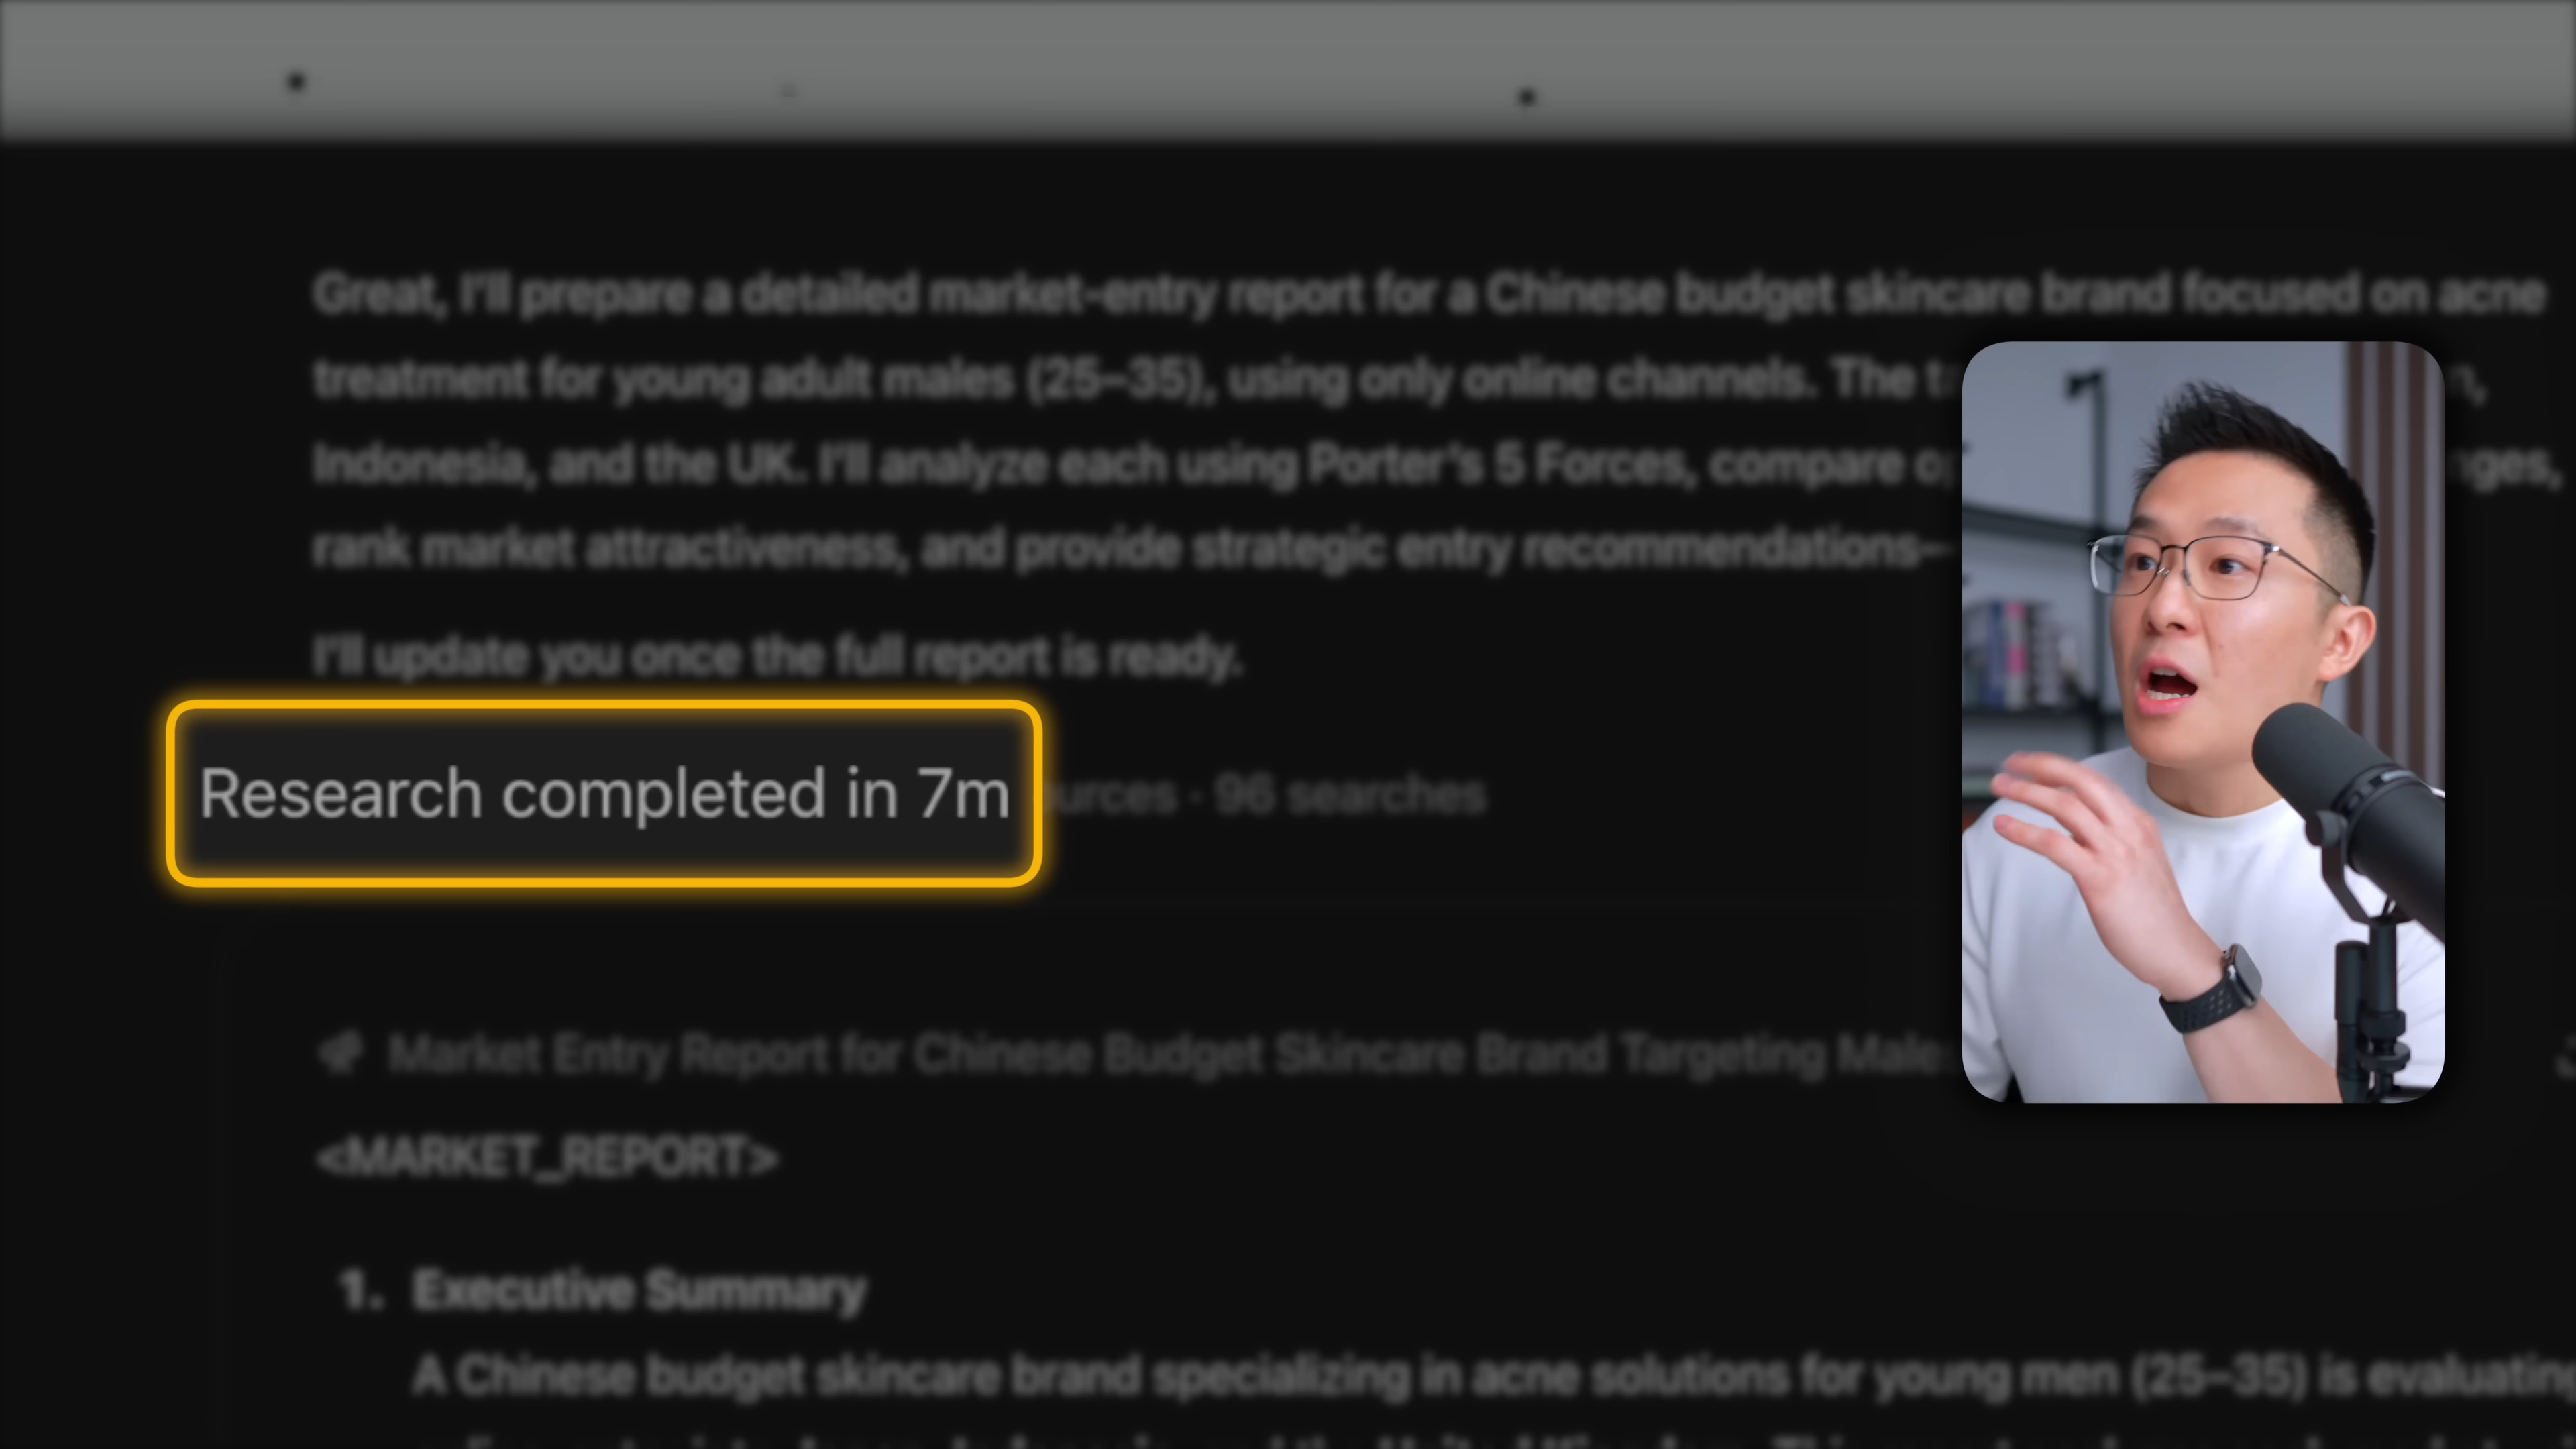 Great, I'll prepare a detailed market-entry report for a Chinese budget skincare brand focused on acne
treatment for young adult males (25–35), using only online channels. The
Indonesia, and the UK. I'll analyze each using Porter's 5 Forces, compare
rank market attractiveness, and provide strategic entry recommendations—
I'll update you once the full report is ready.
Research completed in 7m · 96 searches
Market Entry Report for Chinese Budget Skincare Brand Targeting
<MARKET_REPORT>
1. Executive Summary
A Chinese budget skincare brand specializing in acne solutions for young men (25–35) is evaluating